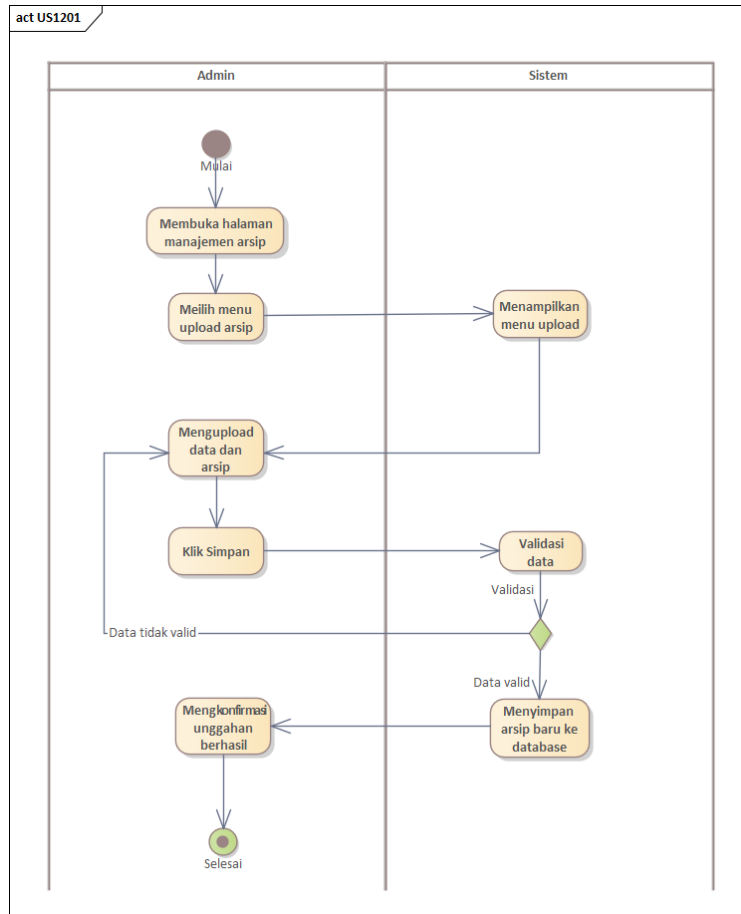 act US1201
Admin
Sistem
Mulai
Membuka halaman
manajemen arsip
Meilih menu
upload arsip
Menampilkan
menu upload
Mengupload
data dan
arsip
Klik Simpan
Validasi
data
Validasi
Data tidak valid
Data valid
Mengkonfirmasi
unggahan
berhasil
Menyimpan
arsip baru ke
database
Selesai